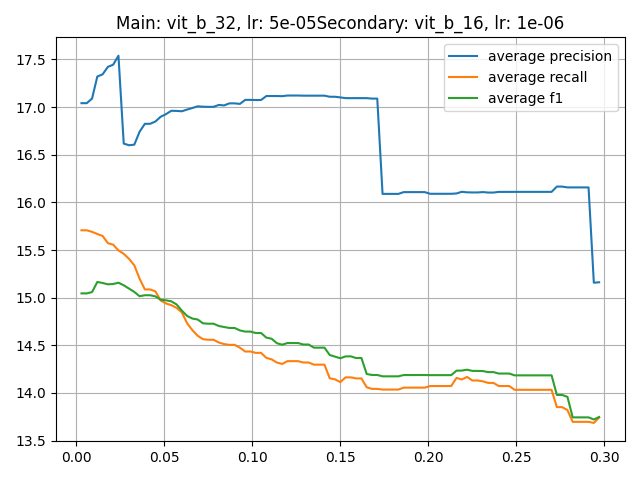 Main: vit_b_32, lr: 5e-05Secondary: vit_b_16, lr: 1e-06
average precision
average recall
average f1
17.5
17.0
16.5
16.0
15.5
15.0
14.5
14.0
13.5
0.00 0.05 0.10 0.15 0.20 0.25 0.30